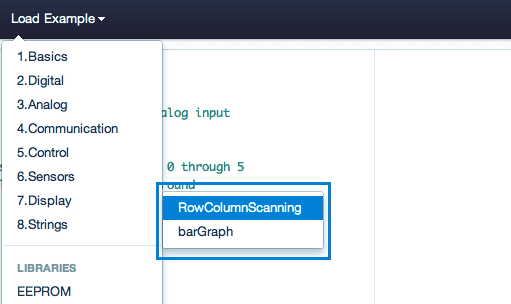 Load Example
1.Basics
2.Digital
3.Analog
alog input
4.Communication
5.Control
0 through 5
6.Sensors
ound
7.Display
RowColumnScanning
8.Strings
barGraph
LIBRARIES
EEPROM